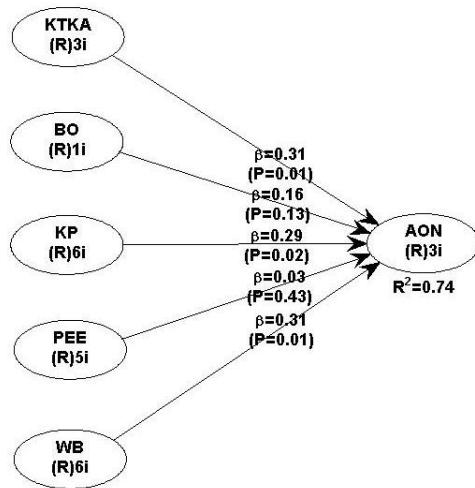 KTKA
(R)3i
BO
(R)1i
β=0.31
(P=0.01)
β=0.16
(P=0.13)
KP
(R)6i
β=0.29
(P=0.02)
AON
(R)3i
R²=0.74
β=0.03
(P=0.43)
β=0.31
(P=0.01)
PEE
(R)5i
WB
(R)6i